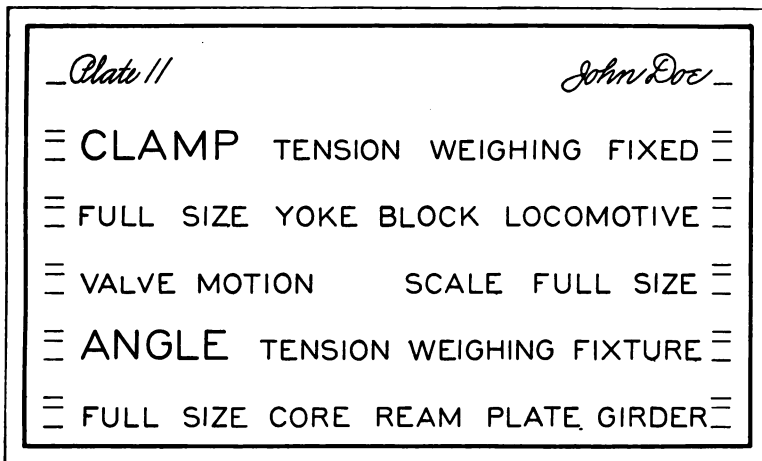 Plate 11 John Doe
CLAMP TENSION WEIGHING FIXED
FULL SIZE YOKE BLOCK LOCOMOTIVE
VALVE MOTION SCALE FULL SIZE
ANGLE TENSION WEIGHING FIXTURE
FULL SIZE CORE REAM PLATE GIRDER